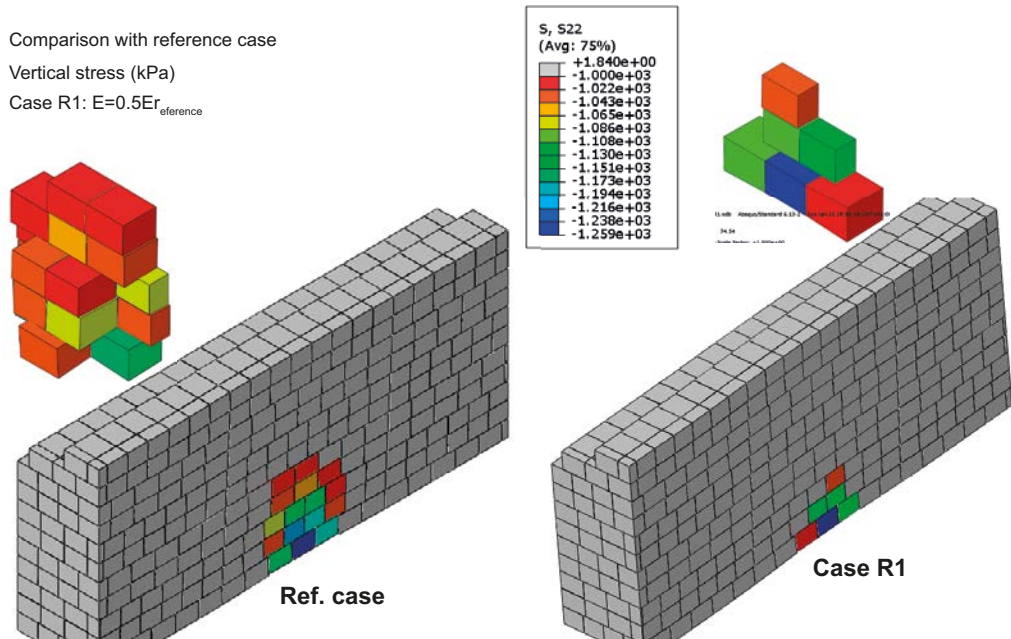 Comparison with reference case
Vertical stress (kPa)
Case R1: E=0.5Er_eference
S, S22
(Avg: 75%)
+1.840e+00
-1.000e+03
-1.022e+03
-1.043e+03
-1.065e+03
-1.086e+03
-1.108e+03
-1.130e+03
-1.151e+03
-1.173e+03
-1.194e+03
-1.216e+03
-1.238e+03
-1.259e+03
Abaqus/Standard
74.54
Ref. case
Case R1